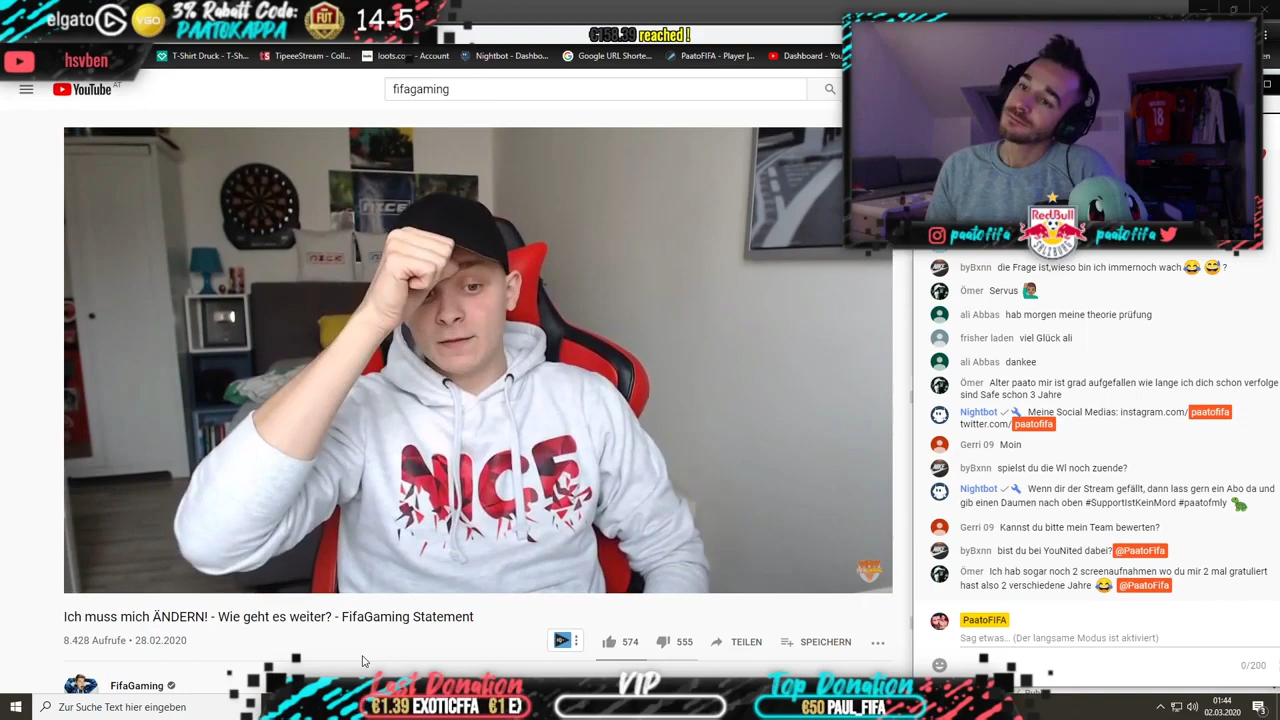 elgato
VGO
3% Rabatt Code:
PAATOKAPPA
FUT
14-5
€158.39 reached !
hsvben
T-Shirt Druck - T-Sh...
TipeeeStream - Coll...
loots.com - Account
Nightbot - Dashbo...
Google URL Shorte...
PaatoFIFA - Player |...
Dashboard - You
YouTube AT
fifagaming
18
paatofifa
Red Bull
SALZBURG
paatofifa
NICE
NICE
byBxnn die Frage ist,wieso bin ich immernoch wach 😂 😅 ?
Ömer Servus 🙋🏽‍♂️
ali Abbas hab morgen meine theorie prüfung
frisher laden viel Glück ali
ali Abbas dankee
Ömer Alter paato mir ist grad aufgefallen wie lange ich dich schon verfolge
sind Safe schon 3 Jahre
Nightbot Meine Social Medias: instagram.com/paatofifa
twitter.com/paatofifa
Gerri 09 Moin
byBxnn spielst du die Wl noch zuende?
Nightbot Wenn dir der Stream gefällt, dann lass gern ein Abo da und
gib einen Daumen nach oben #SupportIstKeinMord #paatofmly
Gerri 09 Kannst du bitte mein Team bewerten?
byBxnn bist du bei YouNited dabei?@PaatoFifa
Ömer Ich hab sogar noch 2 screenaufnahmen wo du mir 2 mal gratuliert
hast also 2 verschiedene Jahre 😂 @PaatoFifa
PaatoFIFA
Sag etwas... (Der langsame Modus ist aktiviert)
0/200
Ich muss mich ÄNDERN! - Wie geht es weiter? - FifaGaming Statement
8.428 Aufrufe • 28.02.2020
574
555
TEILEN
SPEICHERN
FifaGaming
Last Donation
€1.39 EXOTICFFA €1 E)
VIP
Top Donation
€50 PAUL_FIFA
Zur Suche Text hier eingeben
01:44
02.03.2020